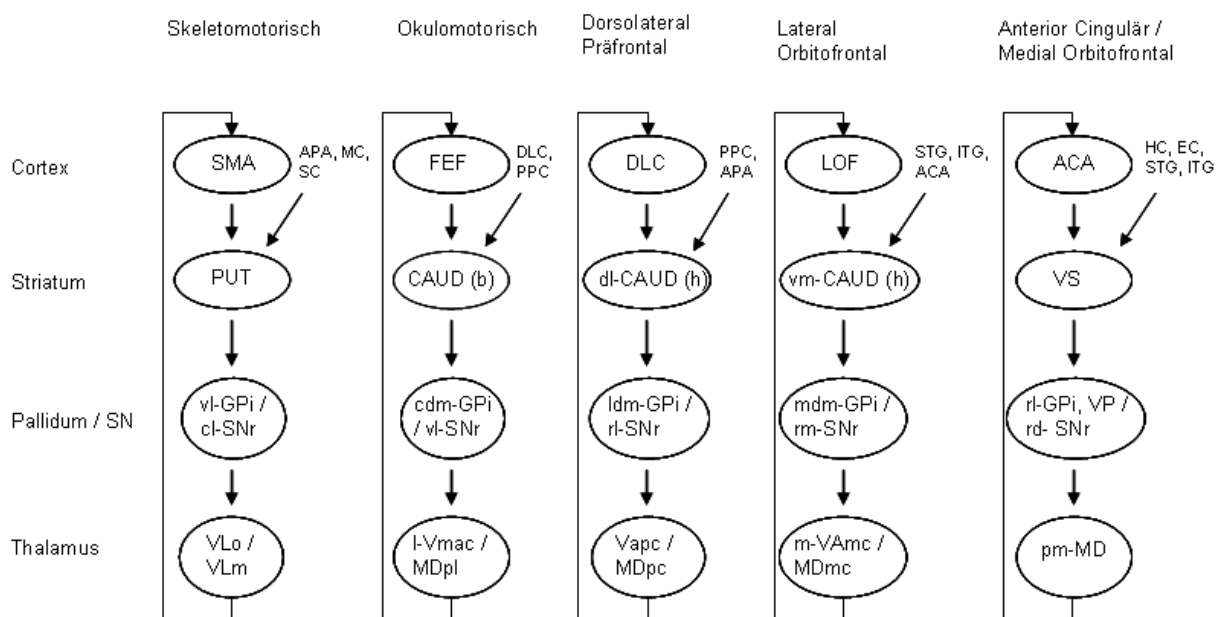 Skeletomotorisch
Okulomotorisch
Dorsolateral
Präfrontal
Lateral
Orbitofrontal
Anterior Cingulär /
Medial Orbitofrontal
Cortex
SMA
APA, MC,
SC
FEF
DLC,
PPC
DLC
PPC,
APA
LOF
STG, ITG,
ACA
ACA
HC, EC,
STG, ITG
Striatum
PUT
CAUD (b)
dl-CAUD (h)
vm-CAUD (h)
VS
Pallidum / SN
vl-GPi /
cl-SNr
cdm-GPi
/ vl-SNr
ldm-GPi /
rl-SNr
mdm-GPi /
rm-SNr
rl-GPi, VP /
rd- SNr
Thalamus
VLo /
VLm
l-Vmac /
MDpl
Vapc /
MDpc
m-VAmc /
MDmc
pm-MD